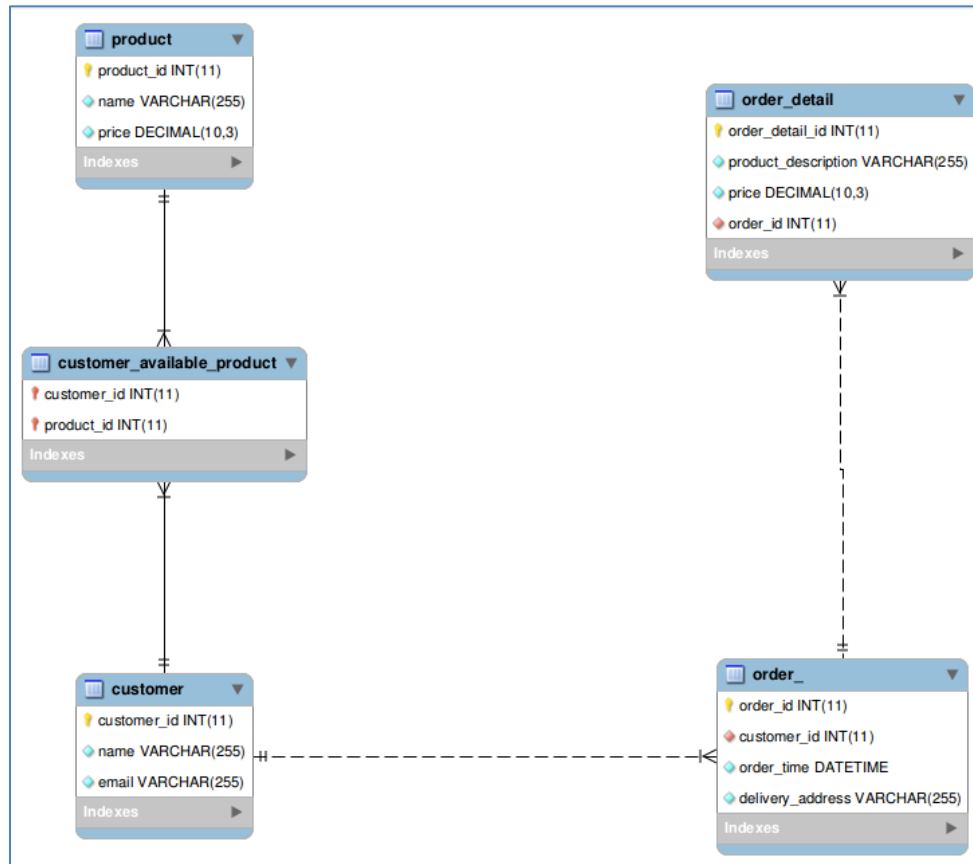 product
product_id INT(11)
name VARCHAR(255)
price DECIMAL(10,3)
Indexes
order_detail
order_detail_id INT(11)
product_description VARCHAR(255)
price DECIMAL(10,3)
order_id INT(11)
Indexes
customer_available_product
customer_id INT(11)
product_id INT(11)
Indexes
customer
customer_id INT(11)
name VARCHAR(255)
email VARCHAR(255)
Indexes
order_
order_id INT(11)
customer_id INT(11)
order_time DATETIME
delivery_address VARCHAR(255)
Indexes